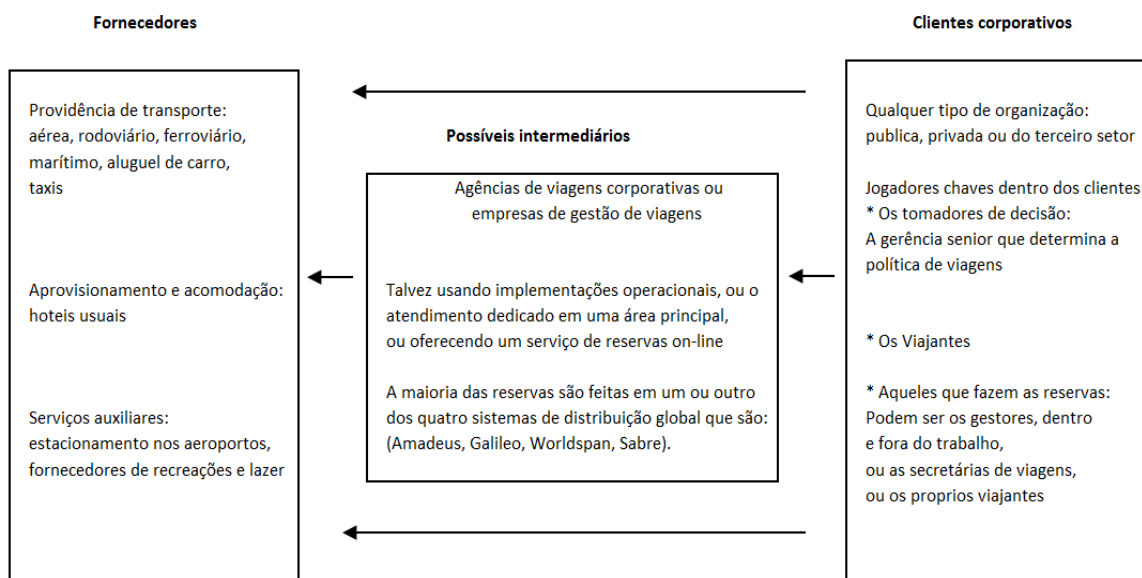 Fornecedores
Providência de transporte:
aérea, rodoviário, ferroviário,
marítimo, aluguel de carro,
taxis
Aprovisionamento e acomodação:
hoteis usuais
Serviços auxiliares:
estacionamento nos aeroportos,
fornecedores de recreações e lazer
Possíveis intermediários
Agências de viagens corporativas ou
empresas de gestão de viagens
Talvez usando implementações operacionais, ou o
atendimento dedicado em uma área principal,
ou oferecendo um serviço de reservas on-line
A maioria das reservas são feitas em um ou outro
dos quatro sistemas de distribuição global que são:
(Amadeus, Galileo, Worldspan, Sabre).
Clientes corporativos
Qualquer tipo de organização:
publica, privada ou do terceiro setor
Jogadores chaves dentro dos clientes
* Os tomadores de decisão:
A gerência senior que determina a
política de viagens
* Os Viajantes
* Aqueles que fazem as reservas:
Podem ser os gestores, dentro
e fora do trabalho,
ou as secretárias de viagens,
ou os proprios viajantes